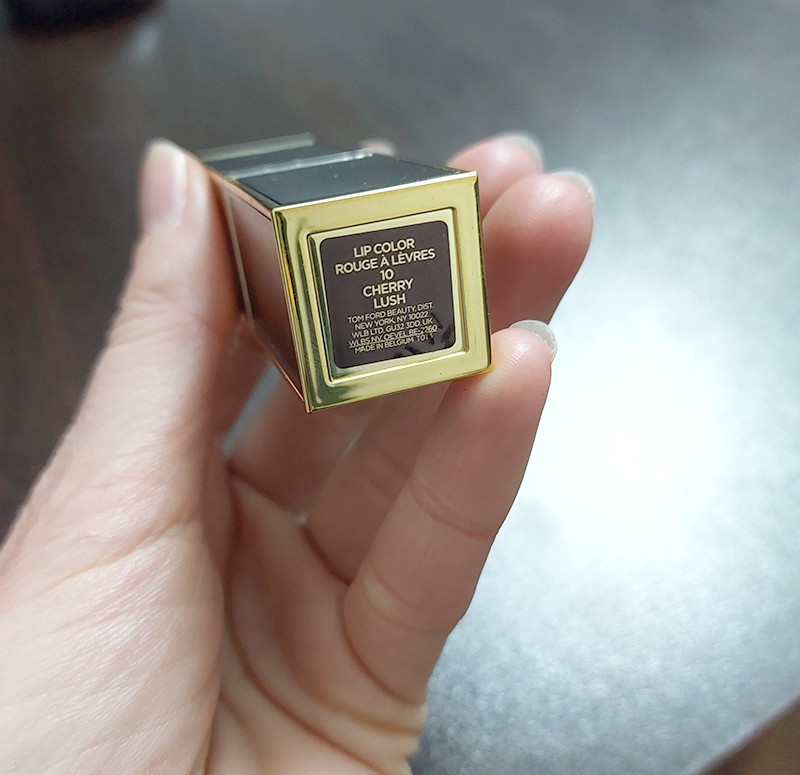 LIP COLOR
ROUGE À LÈVRES
10
CHERRY
LUSH
TOM FORD BEAUTY, DIST.
NEW YORK, NY 10022
WLB LTD, GU32 3DD, UK
WLBS NV, OEVEL BE-2260
MADE IN BELGIUM